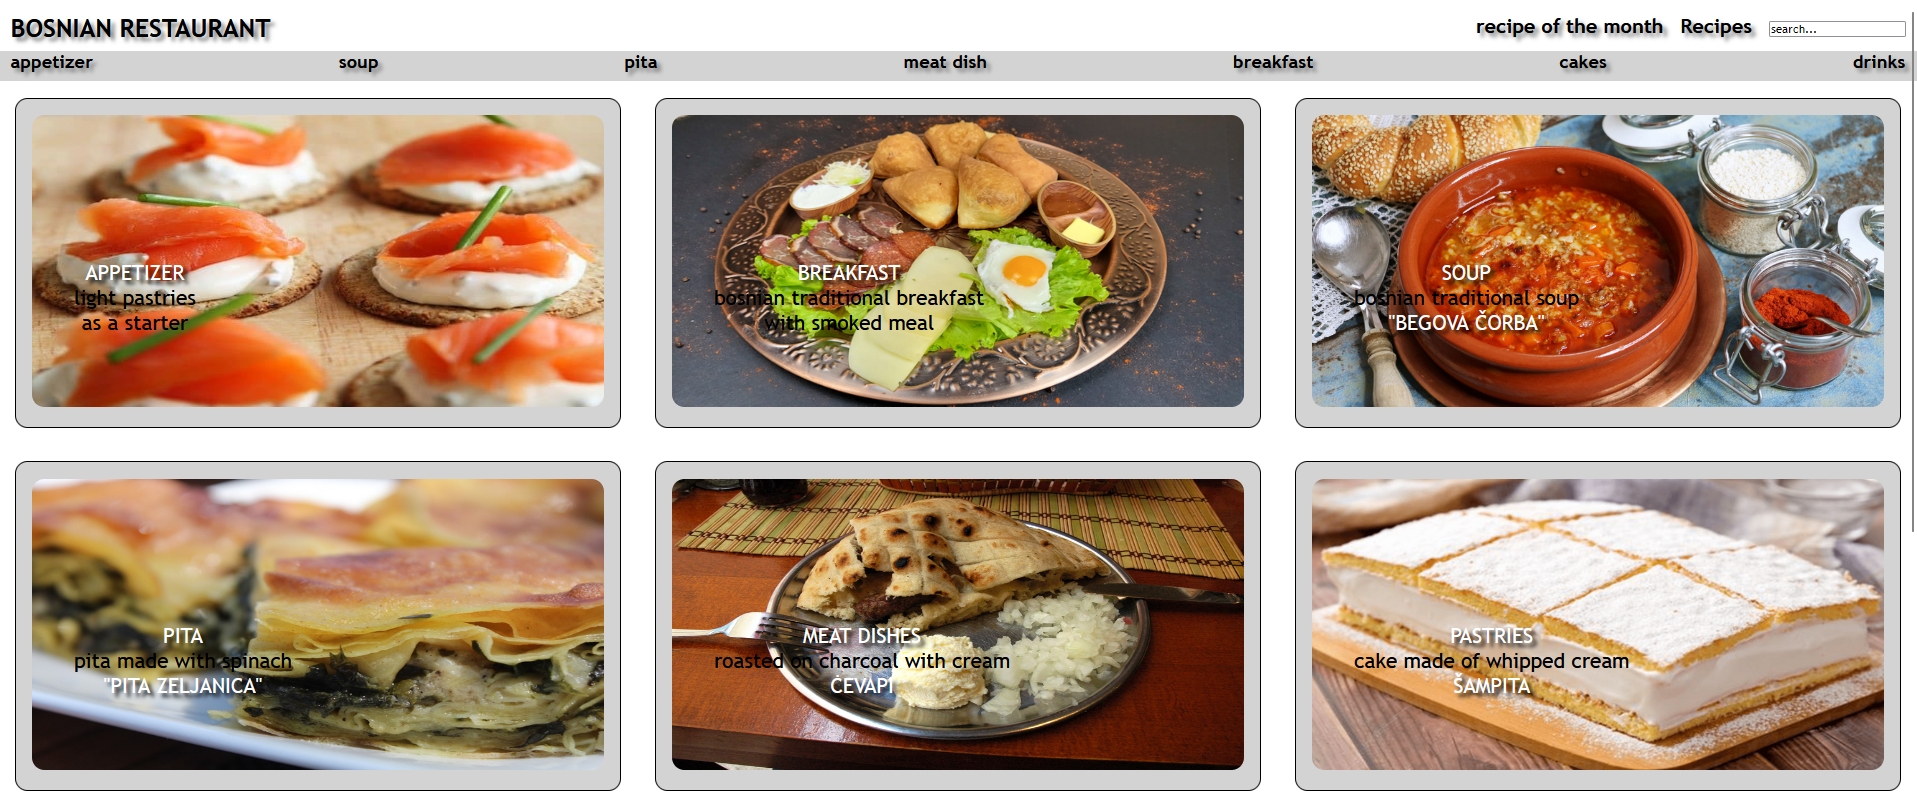 BOSNIAN RESTAURANT
recipe of the month Recipes search...
appetizer soup pita meat dish breakfast cakes drinks
APPETIZER
light pastries
as a starter
BREAKFAST
bosnian traditional breakfast
with smoked meal
SOUP
bosnian traditional soup
"BEGOVA ČORBA"
PITA
pita made with spinach
"PITA ZELJANICA"
MEAT DISHES
roasted on charcoal with cream
ĆEVAPI
PASTRIES
cake made of whipped cream
ŠAMPITA